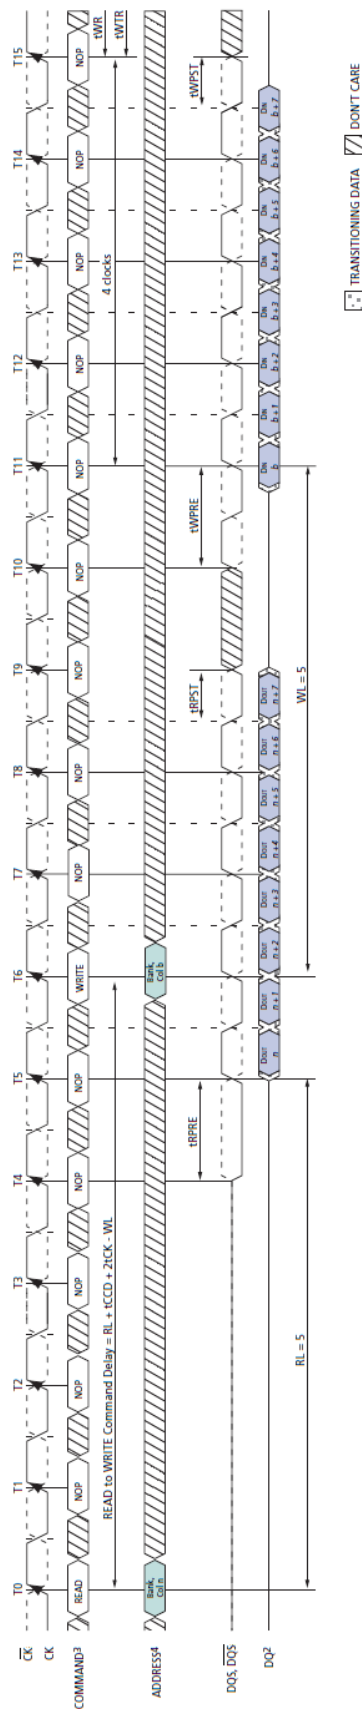 T0 T1 T2 T3 T4 T5 T6 T7 T8 T9 T10 T11 T12 T13 T14 T15
CK
CK
COMMAND3 READ NOP NOP NOP NOP NOP WRITE NOP NOP NOP NOP NOP NOP NOP NOP NOP
tWR
READ to WRITE Command Delay = RL + tCCD + 2tCK - WL 4 clocks
tWTR
ADDRESS4 Bank, Col n Bank, Col b
tRPRE tRPST tWPRE tWPST
DQS, DQS
DQ2 DOUT n DOUT n + 1 DOUT n + 2 DOUT n + 3 DOUT n + 4 DOUT n + 5 DOUT n + 6 DOUT n + 7 DIN b DIN b + 1 DIN b + 2 DIN b + 3 DIN b + 4 DIN b + 5 DIN b + 6 DIN b + 7
RL = 5 WL = 5
TRANSITIONING DATA DON'T CARE